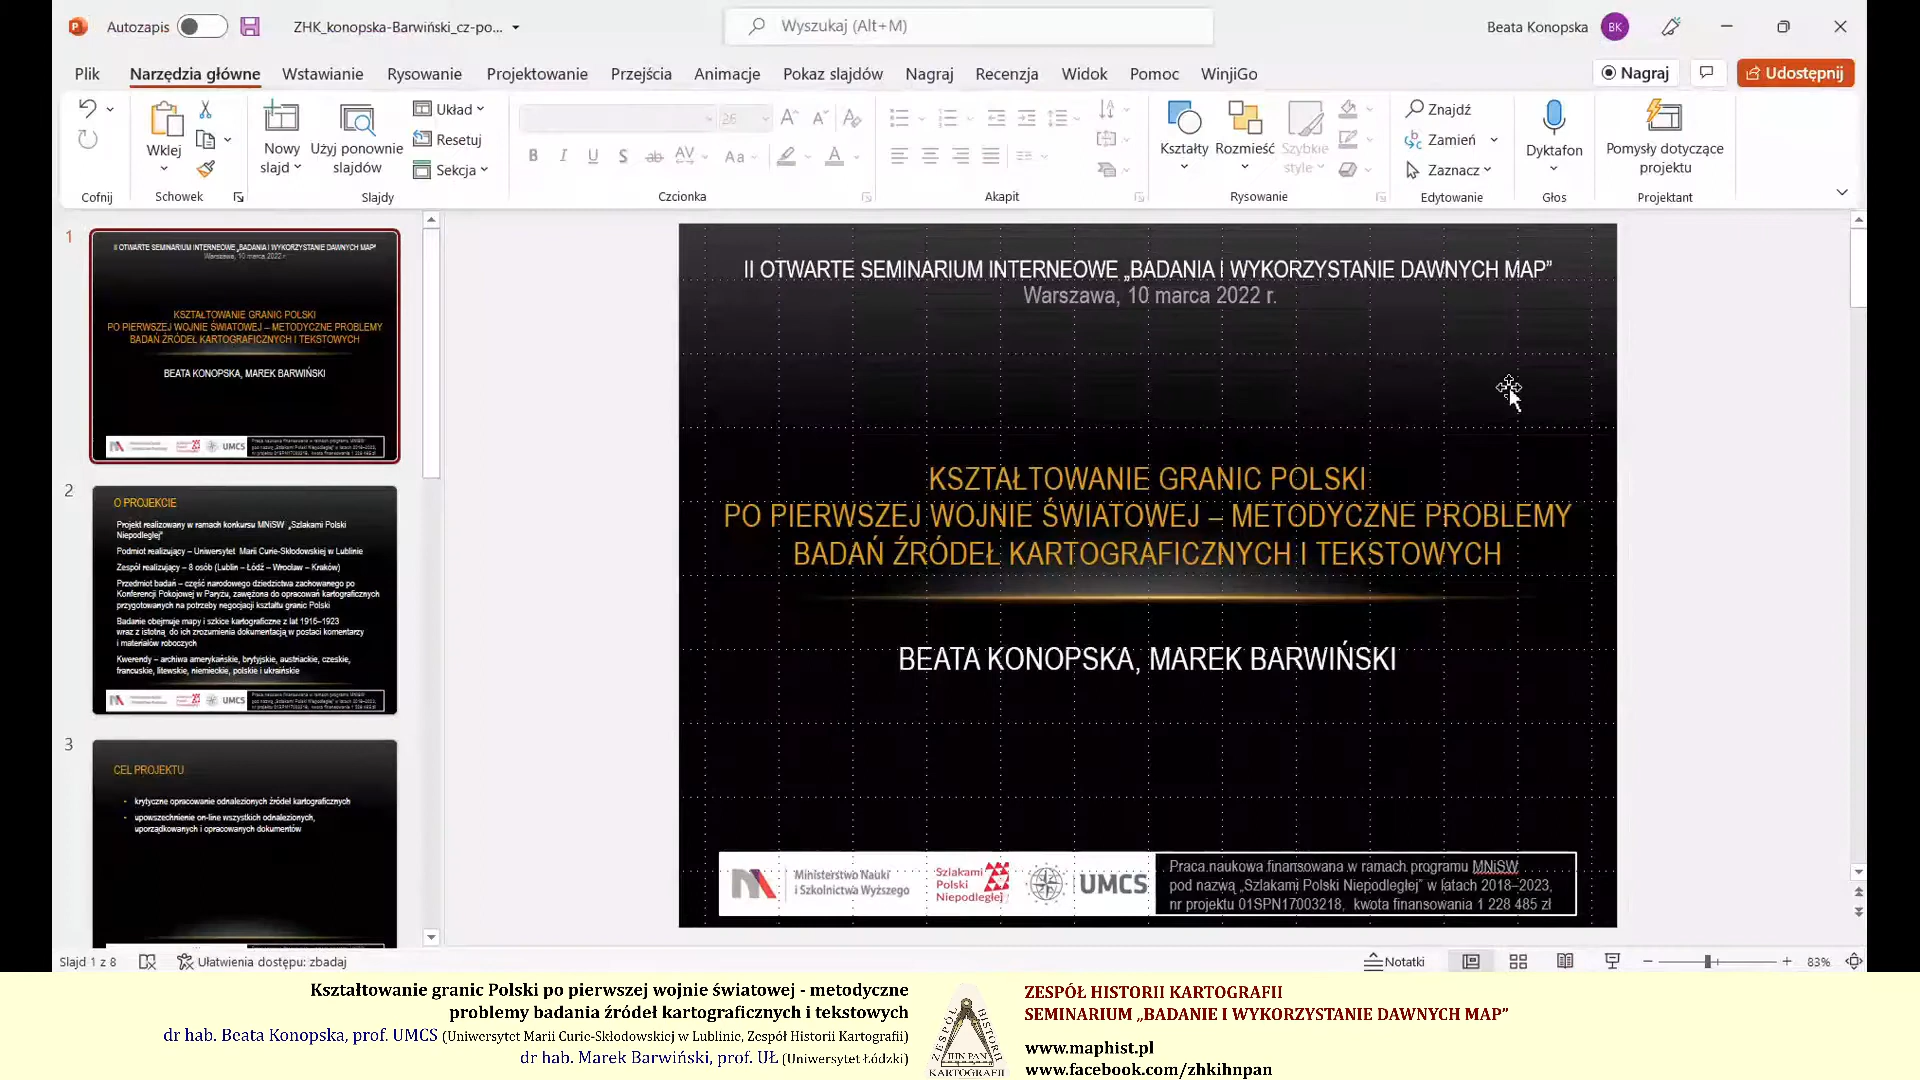 Autozapis
ZHK_konopska-Barwiński_cz-po...
Wyszukaj (Alt+M)
Beata Konopska
BK
Plik
Narzędzia główne
Wstawianie
Rysowanie
Projektowanie
Przejścia
Animacje
Pokaz slajdów
Nagraj
Recenzja
Widok
Pomoc
WinjiGo
Nagraj
Udostępnij
Wklej
Nowy
slajd
Użyj ponownie
slajdów
Układ
Resetuj
Sekcja
26
Kształty
Rozmieść
Szybkie
style
Znajdź
Zamień
Zaznacz
Dyktafon
Pomysły dotyczące
projektu
Cofnij
Schowek
Slajdy
Czcionka
Akapit
Rysowanie
Edytowanie
Głos
Projektant
1
II OTWARTE SEMINARIUM INTERNEOWE „BADANIA I WYKORZYSTANIE DAWNYCH MAP”
Warszawa, 10 marca 2022 r.
KSZTAŁTOWANIE GRANIC POLSKI
PO PIERWSZEJ WOJNIE ŚWIATOWEJ – METODYCZNE PROBLEMY
BADAŃ ŹRÓDEŁ KARTOGRAFICZNYCH I TEKSTOWYCH
BEATA KONOPSKA, MAREK BARWIŃSKI
UMCS
2
O PROJEKCIE
Projekt realizowany w ramach konkursu MNiSW „Szlakami Polski
Niepodległej”
Podmiot realizujący – Uniwersytet Marii Curie-Skłodowskiej w Lublinie
Zespół realizujący – 8 osób (Lublin – Łódź – Wrocław – Kraków)
Przedmiot badań – część narodowego dziedzictwa zachowanego po
Konferencji Pokojowej w Paryżu, zawężona do opracowań kartograficznych
przygotowanych na potrzeby negocjacji kształtu granic Polski
Badanie obejmuje mapy i szkice kartograficzne z lat 1916–1923
wraz z istotną do ich zrozumienia dokumentacją w postaci komentarzy
i materiałów roboczych
Kwerendy – archiwa amerykańskie, brytyjskie, austriackie, czeskie,
francuskie, litewskie, niemieckie, polskie i ukraińskie
UMCS
3
CEL PROJEKTU
krytyczne opracowanie odnalezionych źródeł kartograficznych
upowszechnienie on-line wszystkich odnalezionych,
uporządkowanych i opracowanych dokumentów
II OTWARTE SEMINARIUM INTERNEOWE „BADANIA I WYKORZYSTANIE DAWNYCH MAP”
Warszawa, 10 marca 2022 r.
KSZTAŁTOWANIE GRANIC POLSKI
PO PIERWSZEJ WOJNIE ŚWIATOWEJ – METODYCZNE PROBLEMY
BADAŃ ŹRÓDEŁ KARTOGRAFICZNYCH I TEKSTOWYCH
BEATA KONOPSKA, MAREK BARWIŃSKI
Ministerstwo Nauki
i Szkolnictwa Wyższego
Szlakami
Polski
Niepodległej
UMCS
Praca naukowa finansowana w ramach programu MNiSW
pod nazwą „Szlakami Polski Niepodległej” w latach 2018–2023,
nr projektu 01SPN17003218, kwota finansowania 1 228 485 zł
Slajd 1 z 8
Ułatwienia dostępu: zbadaj
Notatki
83%
Kształtowanie granic Polski po pierwszej wojnie światowej - metodyczne
problemy badania źródeł kartograficznych i tekstowych
dr hab. Beata Konopska, prof. UMCS (Uniwersytet Marii Curie-Skłodowskiej w Lublinie, Zespół Historii Kartografii)
dr hab. Marek Barwiński, prof. UŁ (Uniwersytet Łódzki)
ZESPÓŁ HISTORII KARTOGRAFII
IHN PAN
ZESPÓŁ HISTORII KARTOGRAFII
SEMINARIUM „BADANIE I WYKORZYSTANIE DAWNYCH MAP”
www.maphist.pl
www.facebook.com/zhkihnpan